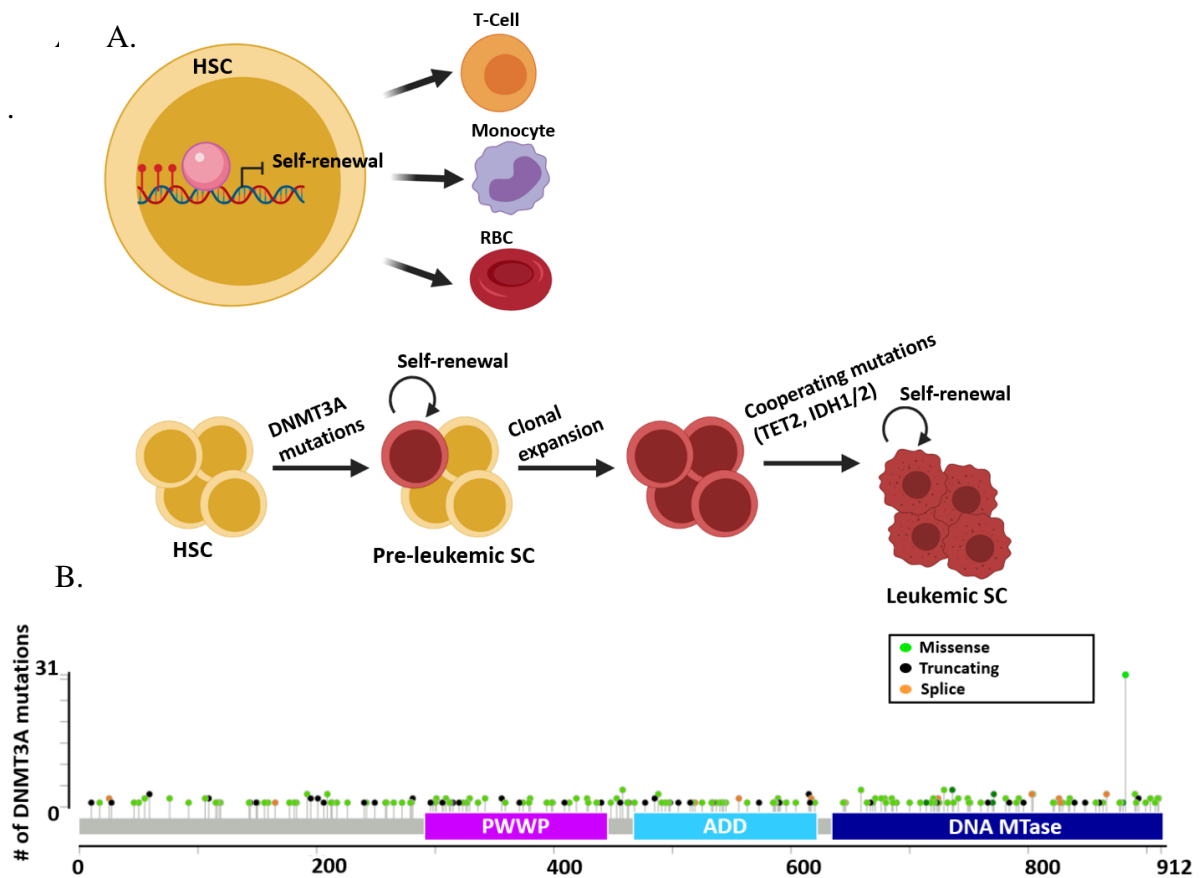 A.
T-Cell
HSC
Monocyte
Self-renewal
RBC
Self-renewal
DNMT3A
mutations
Clonal
expansion
Cooperating mutations
(TET2, IDH1/2)
Self-renewal
HSC
Pre-leukemic SC
Leukemic SC
B.
# of DNMT3A mutations
31
0
Missense
Truncating
Splice
PWWP
ADD
DNA MTase
0
200
400
600
800
912